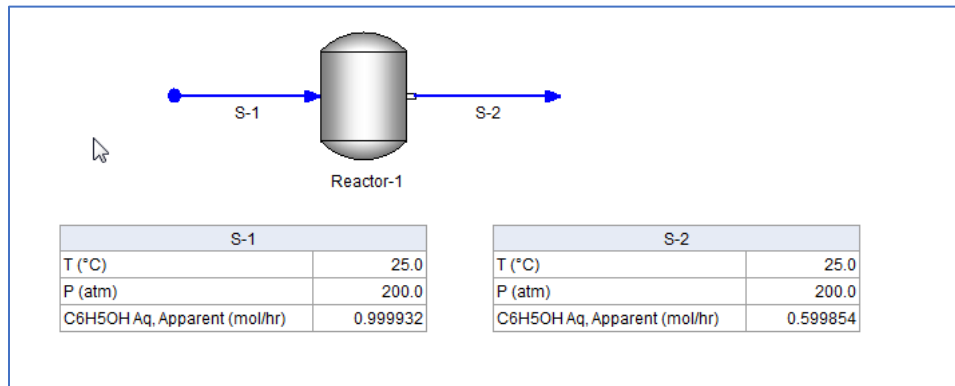 S-1
S-2
Reactor-1
S-1
T (°C) 25.0
P (atm) 200.0
C6H5OH Aq, Apparent (mol/hr) 0.999932
S-2
T (°C) 25.0
P (atm) 200.0
C6H5OH Aq, Apparent (mol/hr) 0.599854